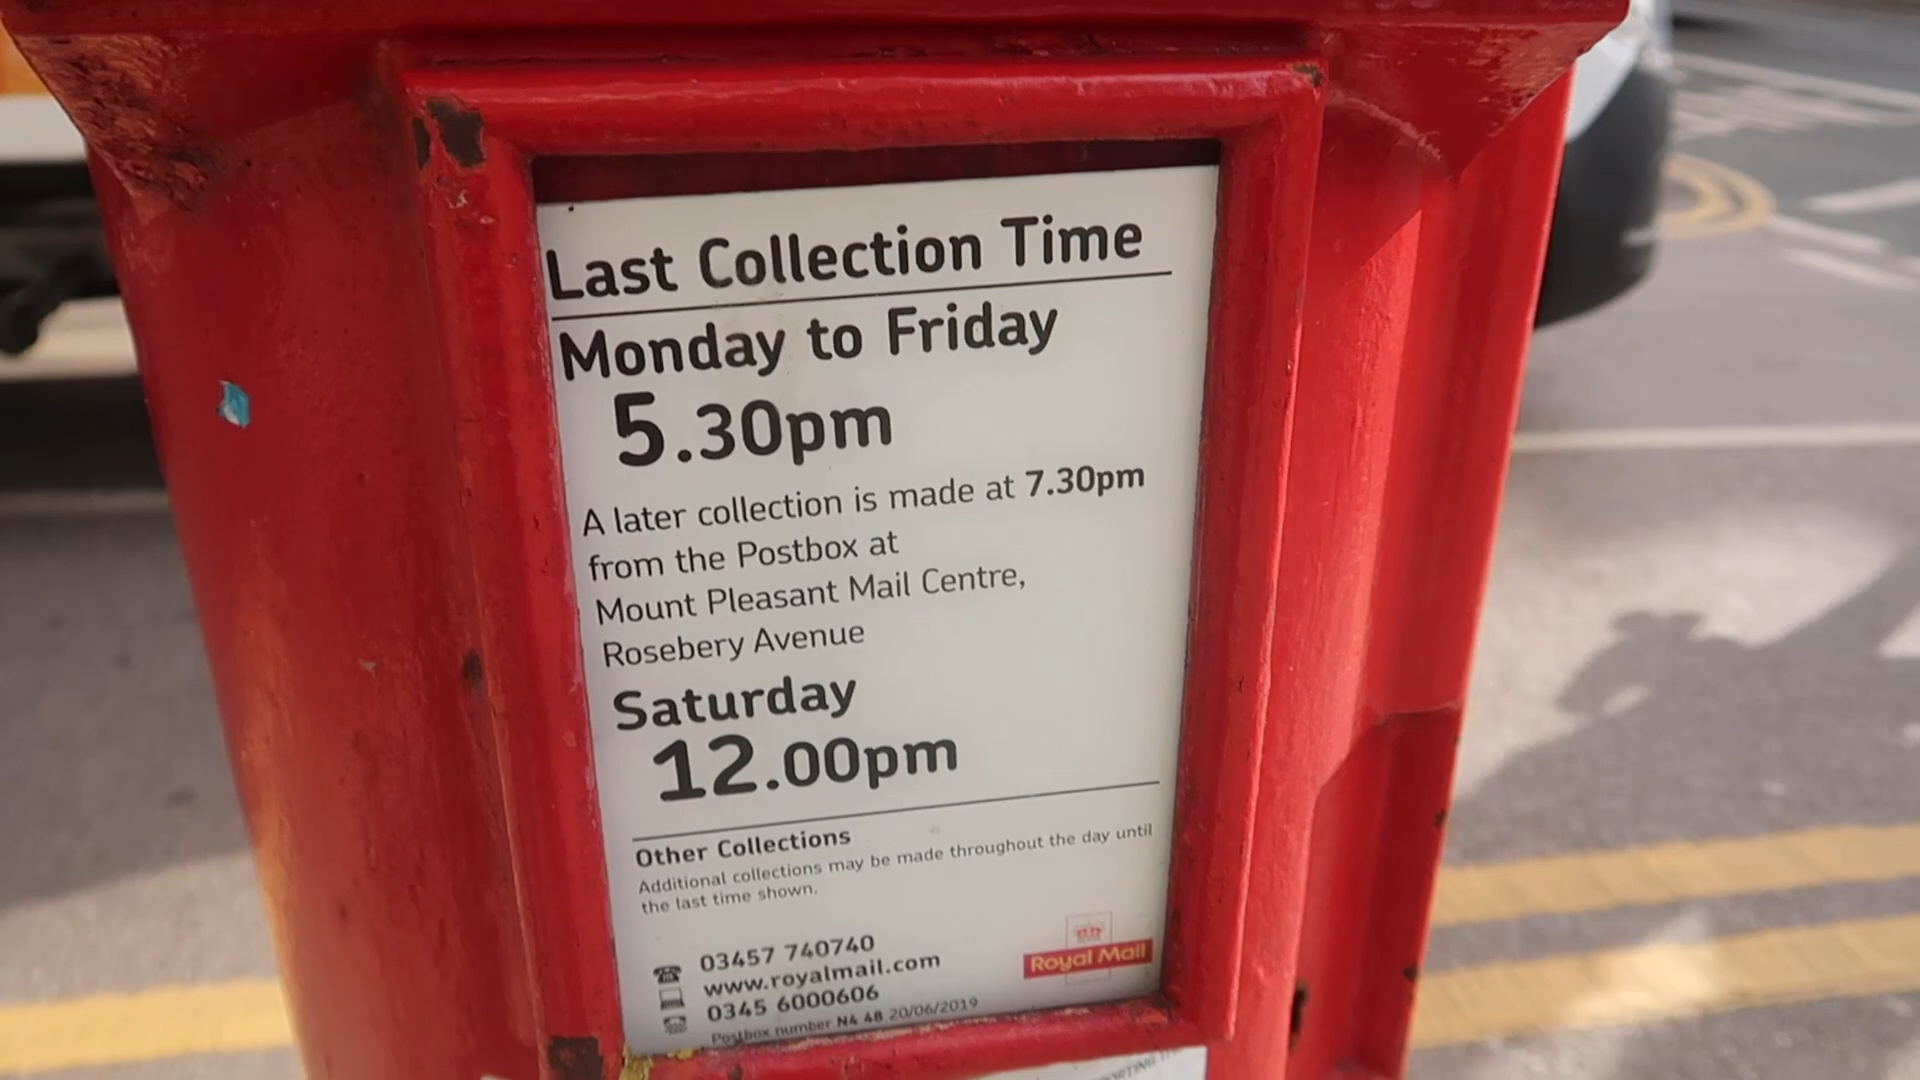 Last Collection Time
Monday to Friday
5.30pm
A later collection is made at 7.30pm
from the Postbox at
Mount Pleasant Mail Centre,
Rosebery Avenue
Saturday
12.00pm
Other Collections
Additional collections may be made throughout the day until
the last time shown.
03457 740740
www.royalmail.com
0345 6000606
Postbox number N4 48 20/06/2019
Royal Mail